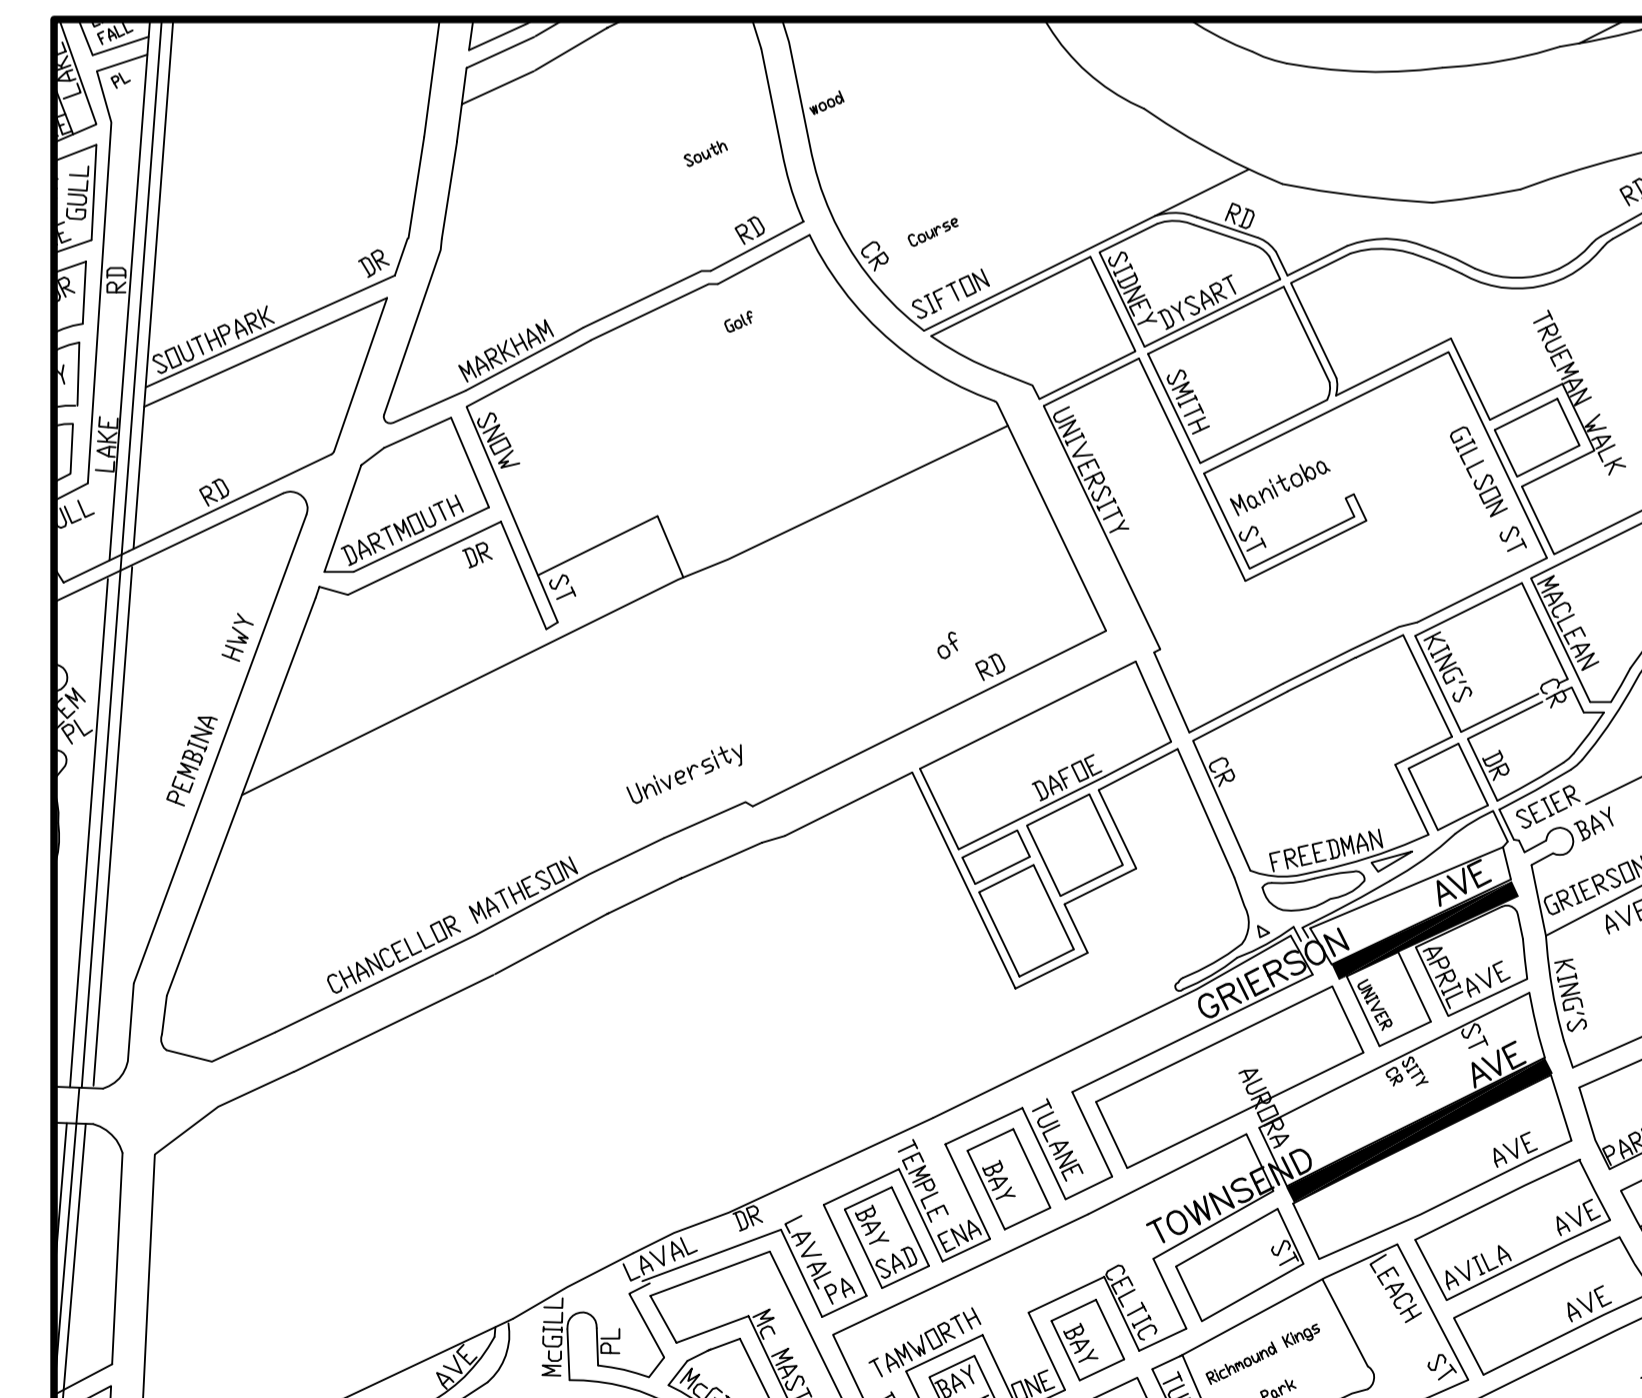 FALL
PL
LAKE
GULL
RD
LAKE
SOUTHPARK DR
MARKHAM RD
SNOW ST
DARTMOUTH DR
RD
PEMBINA HWY
PL
South
wood
Golf
Course
CR
SIFTON RD
SIDNEY SMITH ST
DYSART RD
UNIVERSITY CR
University
of
Manitoba
TRUEMAN WALK
GILLSON ST
MACLEAN CR
KING'S DR
CHANCELLOR MATHESON RD
DAFOE
FREEDMAN
SEIER BAY
GRIERSON AVE
GRIERSON AVE
KING'S
APRIL ST
AVE
UNIVER
SITY
CR
TOWNSEND AVE
AURORA ST
AVE
TULANE BAY
TEMPLE BAY
PASADENA
LAVAL DR
LAVAL
McGILL PL
AVE
TAMWORTH BAY
CELTIC BAY
LEACH ST
AVILA AVE
AVE
Richmound Kings
Park